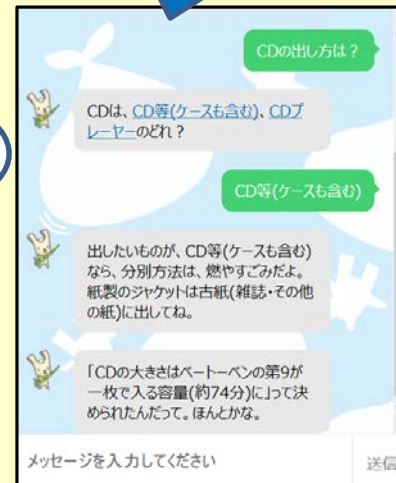 CDの出し方は？
CDは、CD等(ケースも含む)、CDプ
レーヤーのどれ？
CD等(ケースも含む)
出したいものが、CD等(ケースも含む)
なら、分別方法は、燃やすごみだよ。
紙製のジャケットは古紙(雑誌・その他
の紙)に出してね。
「CDの大きさはベートーベンの第9が
一枚で入る容量(約74分)に」って決
められたんだって。ほんとかな。
メッセージを入力してください
送信